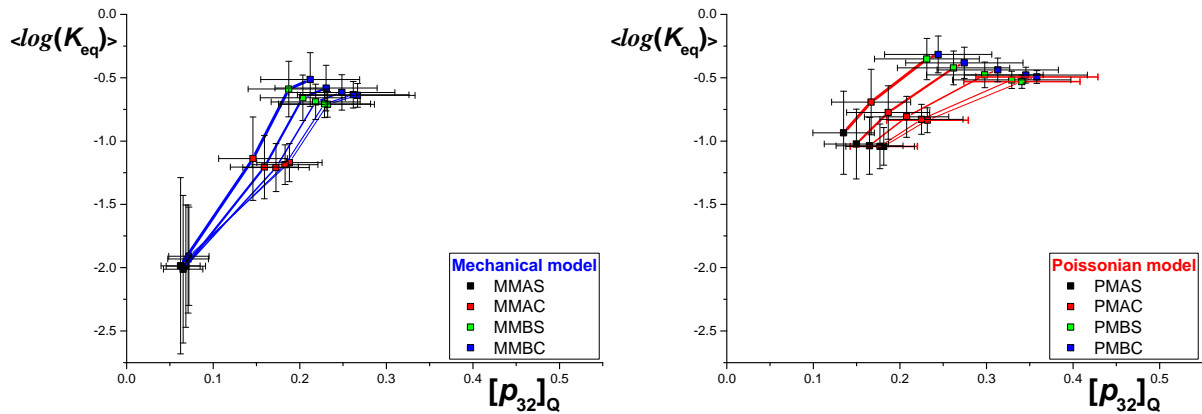 <log(Keq)>
0.0
-0.5
-1.0
-1.5
-2.0
-2.5
0.0 0.1 0.2 0.3 0.4 0.5
[p32]Q
Mechanical model
MMAS
MMAC
MMBS
MMBC
<log(Keq)>
0.0
-0.5
-1.0
-1.5
-2.0
-2.5
0.0 0.1 0.2 0.3 0.4 0.5
[p32]Q
Poissonian model
PMAS
PMAC
PMBS
PMBC